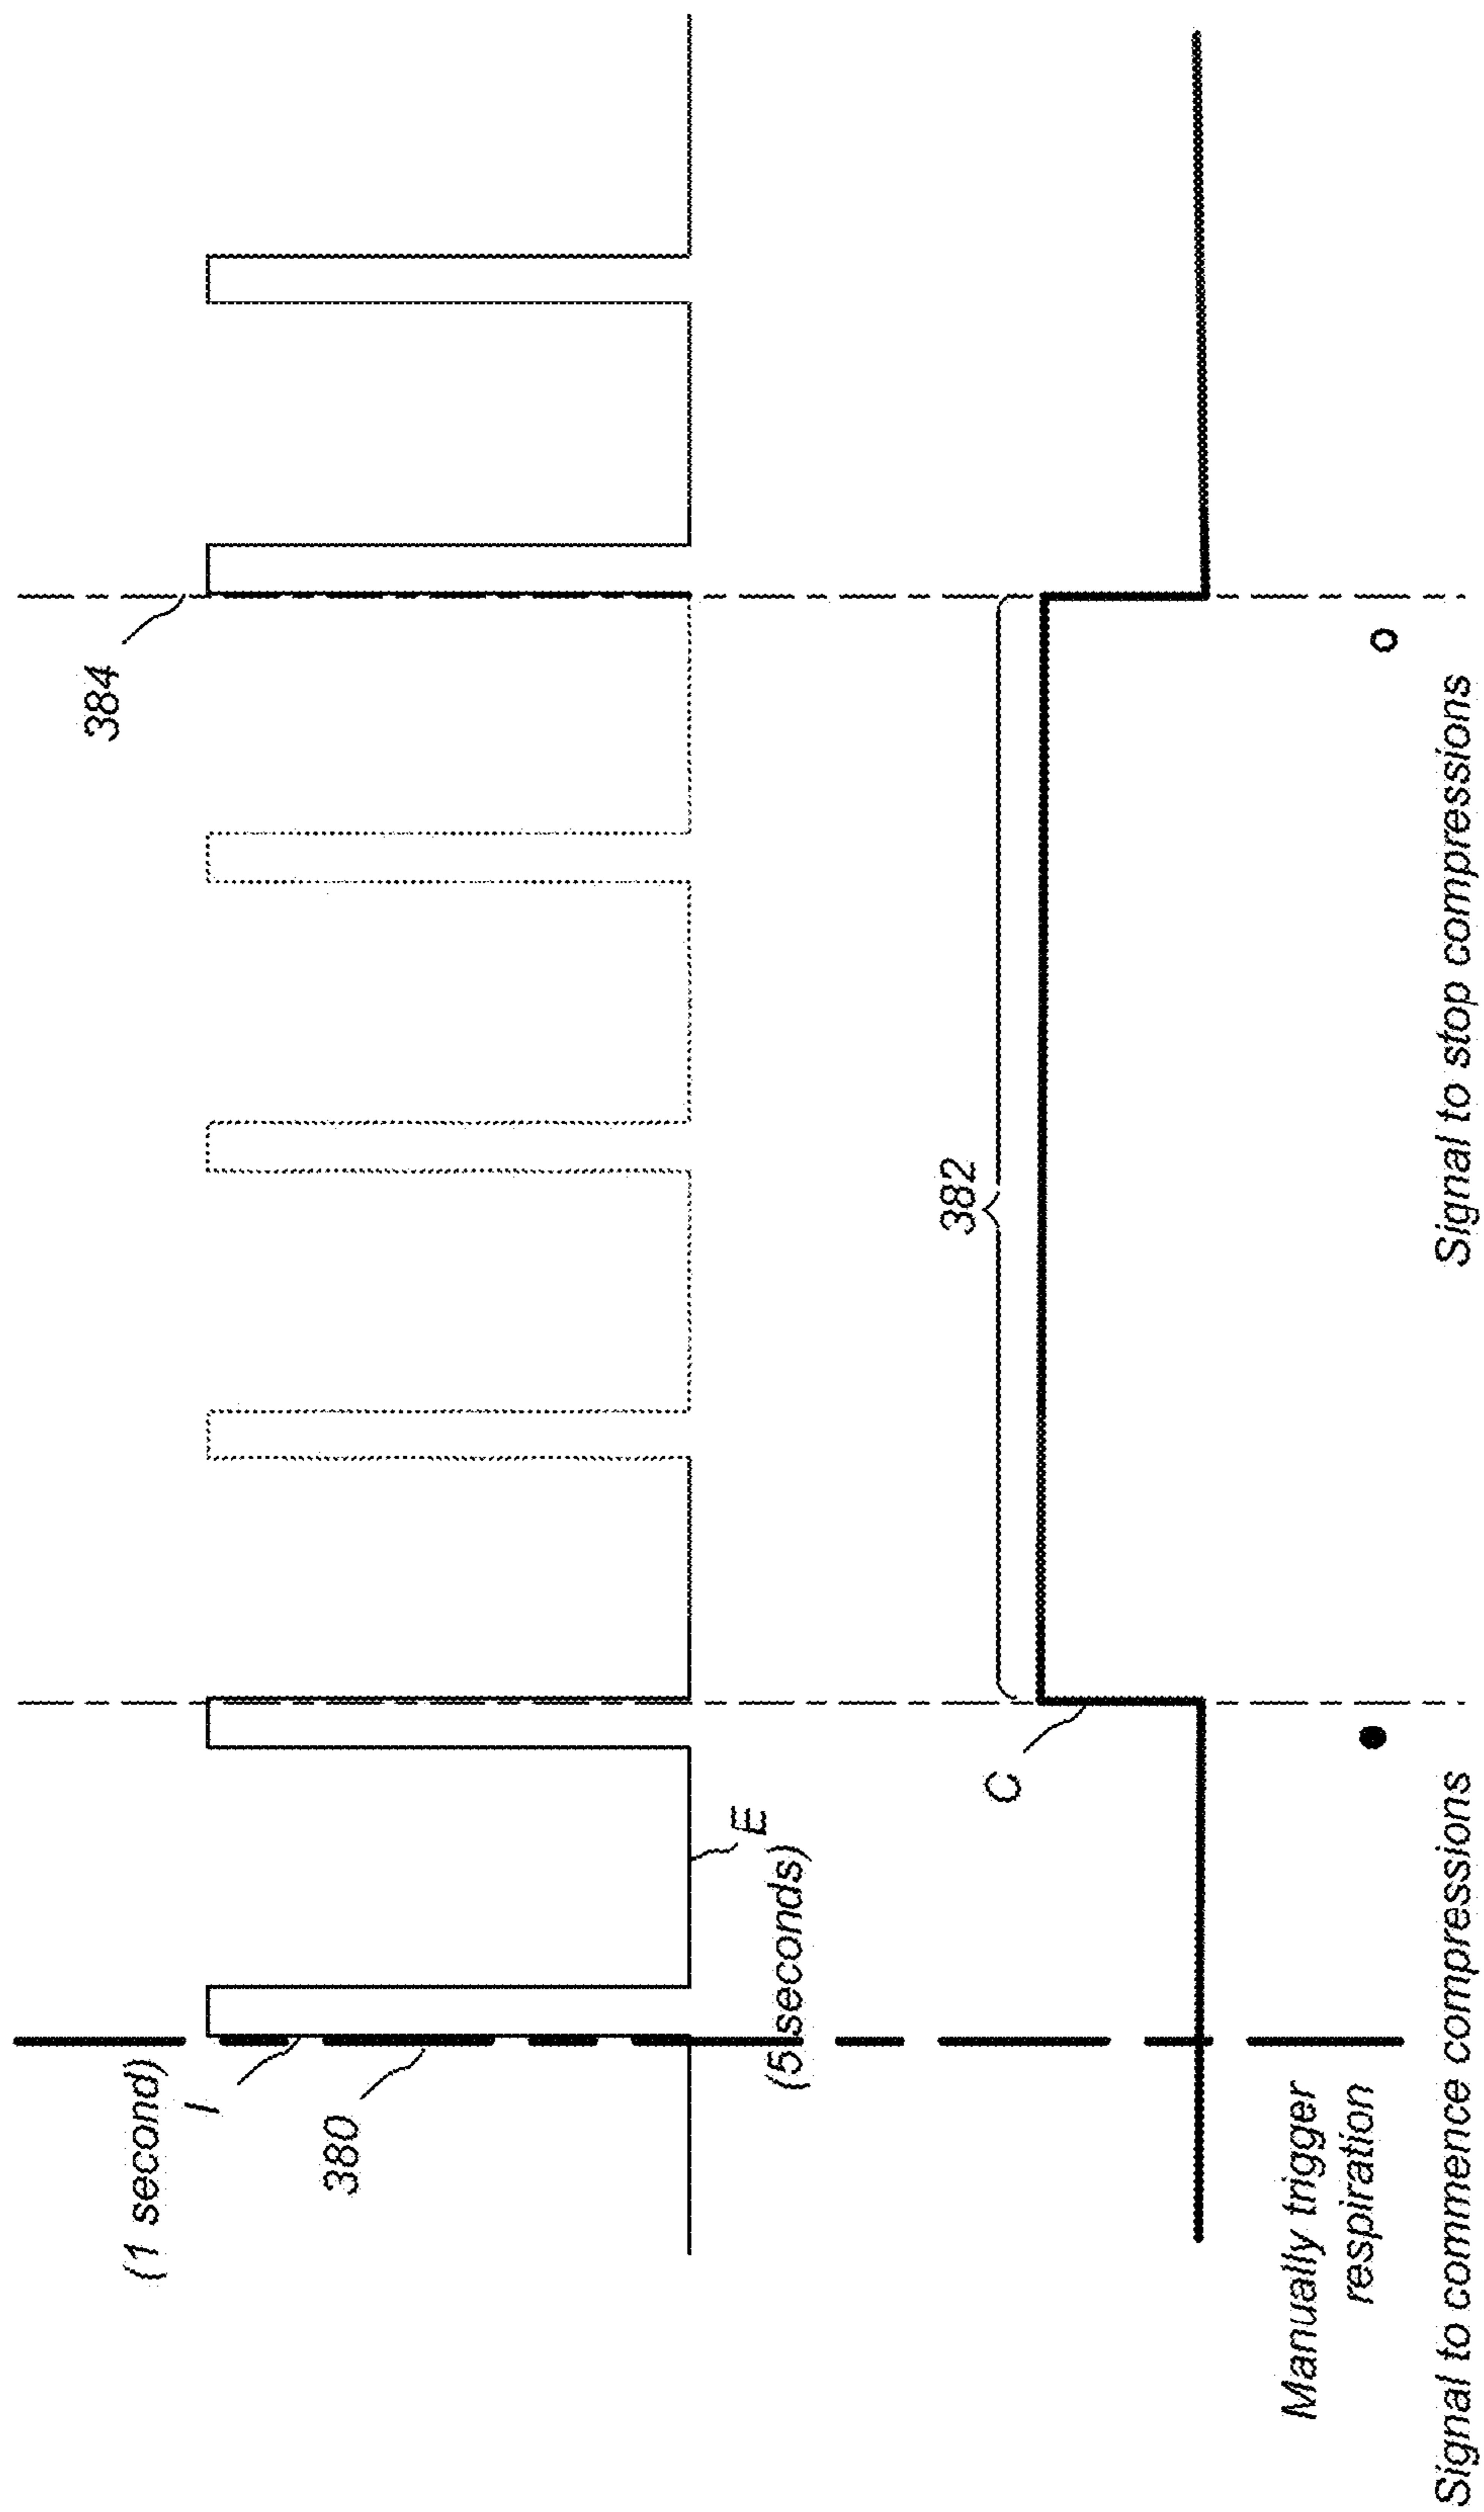 (1 second)
I
380
384
E
(5 seconds)
382
C
Manually trigger
respiration
Signal to commence compressions
Signal to stop compressions